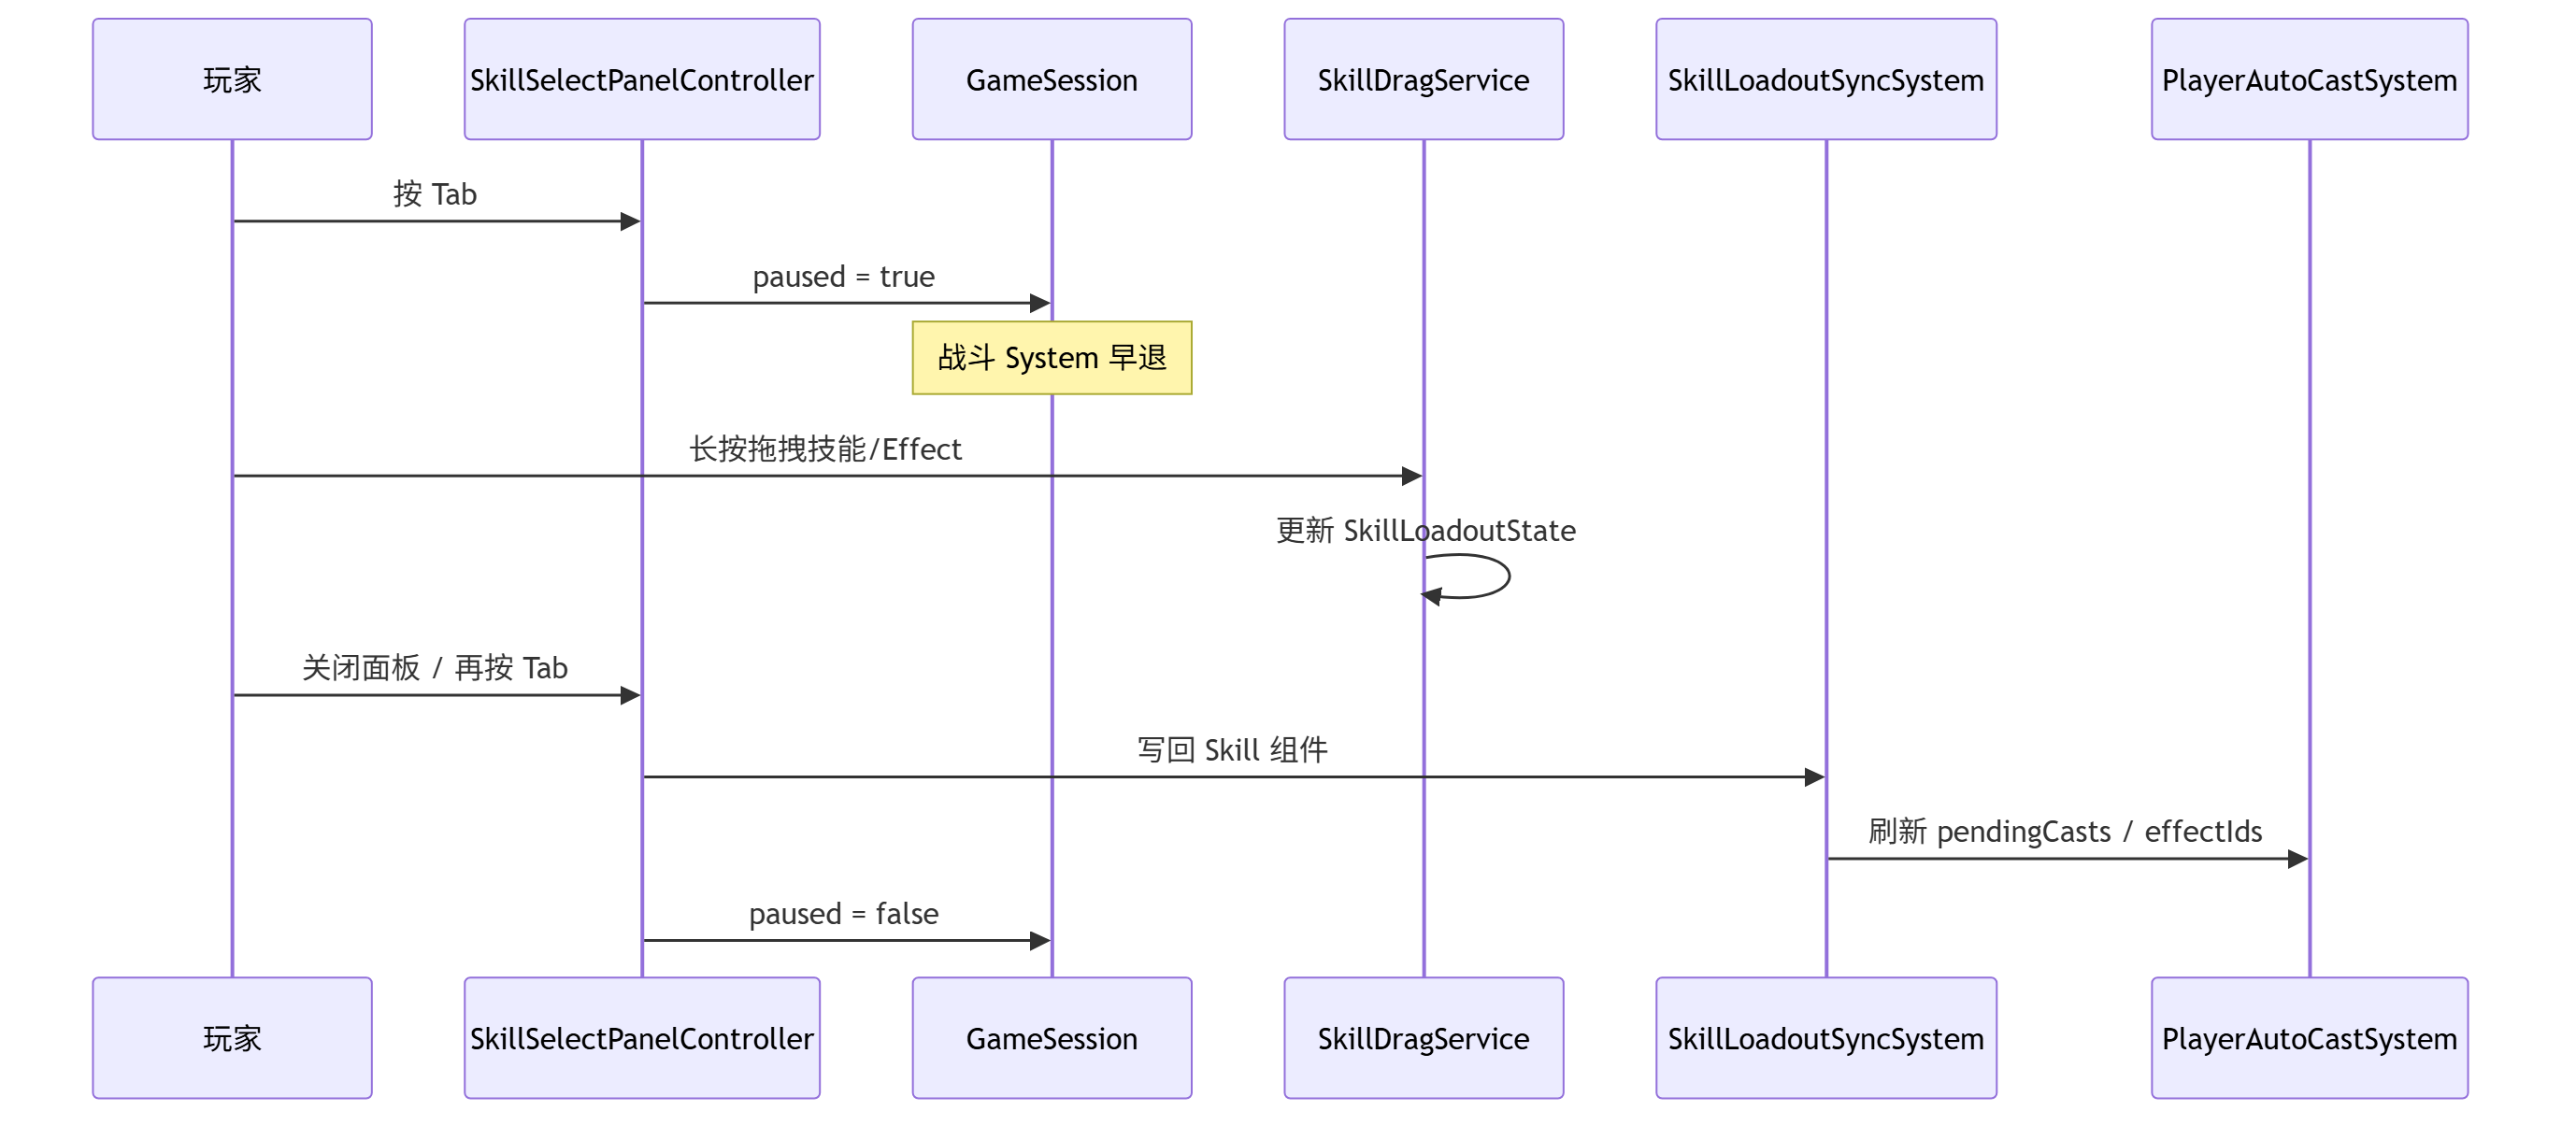 玩家
SkillSelectPanelController
GameSession
SkillDragService
SkillLoadoutSyncSystem
PlayerAutoCastSystem
按 Tab
paused = true
战斗 System 早退
长按拖拽技能/Effect
更新 SkillLoadoutState
关闭面板 / 再按 Tab
写回 Skill 组件
刷新 pendingCasts / effectIds
paused = false
玩家
SkillSelectPanelController
GameSession
SkillDragService
SkillLoadoutSyncSystem
PlayerAutoCastSystem